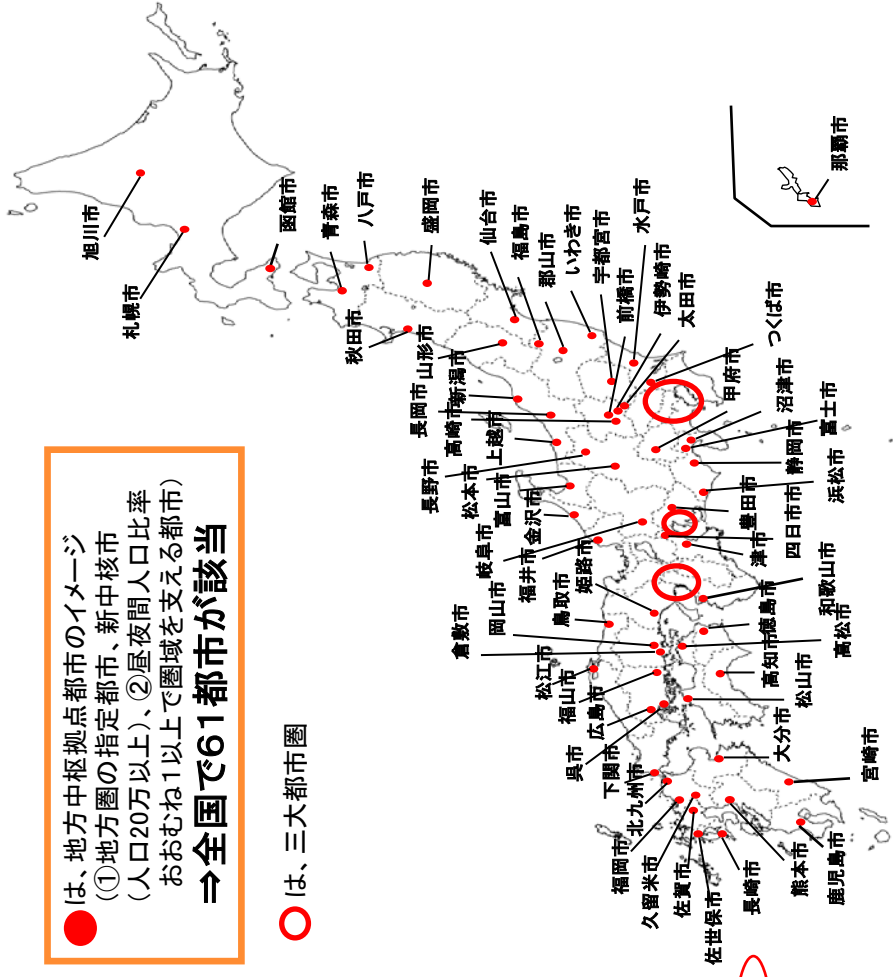 は、地方中枢拠点都市のイメージ
(①地方圏の指定都市、新中核市
(人口20万以上)、②昼夜間人口比率
おおむね1以上で圏域を支える都市)
⇒全国で61都市が該当
は、三大都市圏
旭川市
札幌市
函館市
青森市
八戸市
盛岡市
秋田市
仙台市
山形市
福島市
郡山市
いわき市
新潟市
長岡市
上越市
宇都宮市
水戸市
前橋市
高崎市
伊勢崎市
太田市
つくば市
甲府市
長野市
松本市
富山市
金沢市
福井市
岐阜市
沼津市
富士市
静岡市
浜松市
豊田市
四日市市
津市
姫路市
和歌山市
鳥取市
松江市
岡山市
倉敷市
福山市
広島市
呉市
下関市
徳島市
高松市
高知市
松山市
北九州市
福岡市
久留米市
佐賀市
佐世保市
長崎市
熊本市
大分市
宮崎市
鹿児島市
那覇市